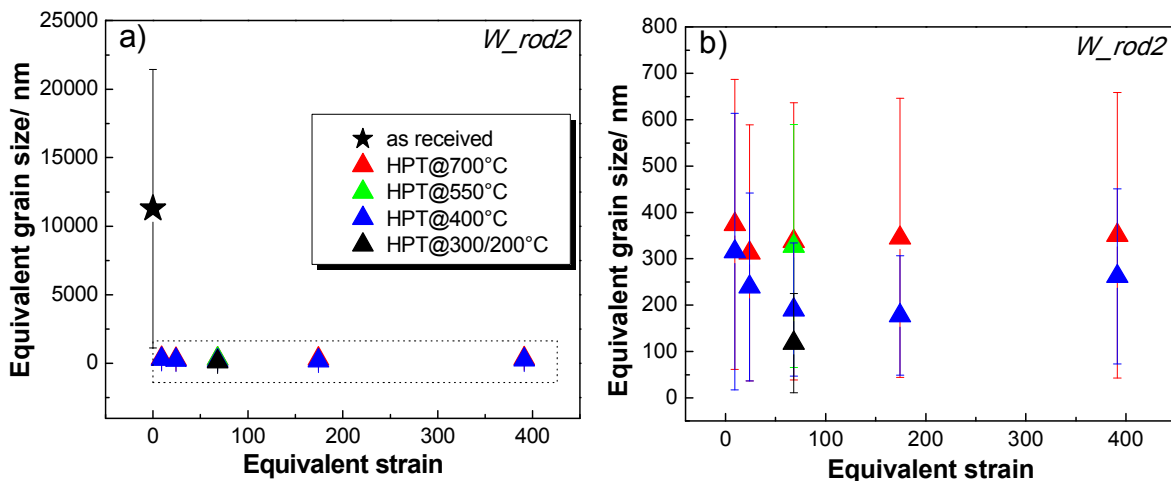 a)
W_rod2
Equivalent grain size/ nm
25000
20000
15000
10000
5000
0
as received
HPT@700°C
HPT@550°C
HPT@400°C
HPT@300/200°C
0 100 200 300 400
Equivalent strain
b)
W_rod2
Equivalent grain size/ nm
800
700
600
500
400
300
200
100
0
0 100 200 300 400
Equivalent strain